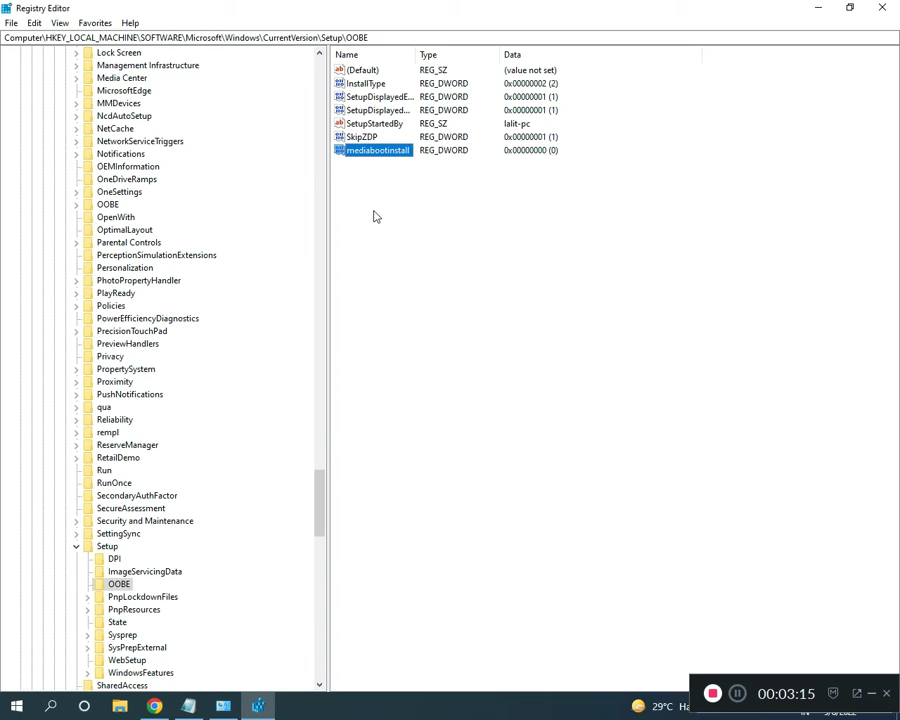 Registry Editor
File Edit View Favorites Help
Computer\HKEY_LOCAL_MACHINE\SOFTWARE\Microsoft\Windows\CurrentVersion\Setup\OOBE
Lock Screen
Management Infrastructure
Media Center
MicrosoftEdge
MMDevices
NcdAutoSetup
NetCache
NetworkServiceTriggers
Notifications
OEMInformation
OneDriveRamps
OneSettings
OOBE
OpenWith
OptimalLayout
Parental Controls
PerceptionSimulationExtensions
Personalization
PhotoPropertyHandler
PlayReady
Policies
PowerEfficiencyDiagnostics
PrecisionTouchPad
PreviewHandlers
Privacy
PropertySystem
Proximity
PushNotifications
qua
Reliability
rempl
ReserveManager
RetailDemo
Run
RunOnce
SecondaryAuthFactor
SecureAssessment
Security and Maintenance
SettingSync
Setup
DPI
ImageServicingData
OOBE
PnpLockdownFiles
PnpResources
State
Sysprep
SysPrepExternal
WebSetup
WindowsFeatures
SharedAccess
Name Type Data
(Default) REG_SZ (value not set)
InstallType REG_DWORD 0x00000002 (2)
SetupDisplayedE... REG_DWORD 0x00000001 (1)
SetupDisplayed... REG_DWORD 0x00000001 (1)
SetupStartedBy REG_SZ lalit-pc
SkipZDP REG_DWORD 0x00000001 (1)
mediabootinstall REG_DWORD 0x00000000 (0)
29°C Ha
00:03:15